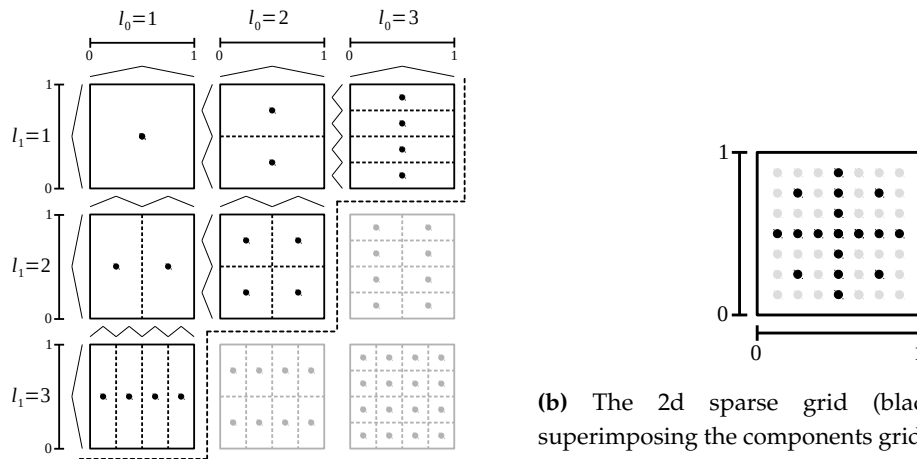 l0=1 l0=2 l0=3
0 1 0 1 0 1
1
l1=1
0
1
l1=2
0
1
l1=3
0
1
0
0 1
(b) The 2d sparse grid
superimposing the components grid